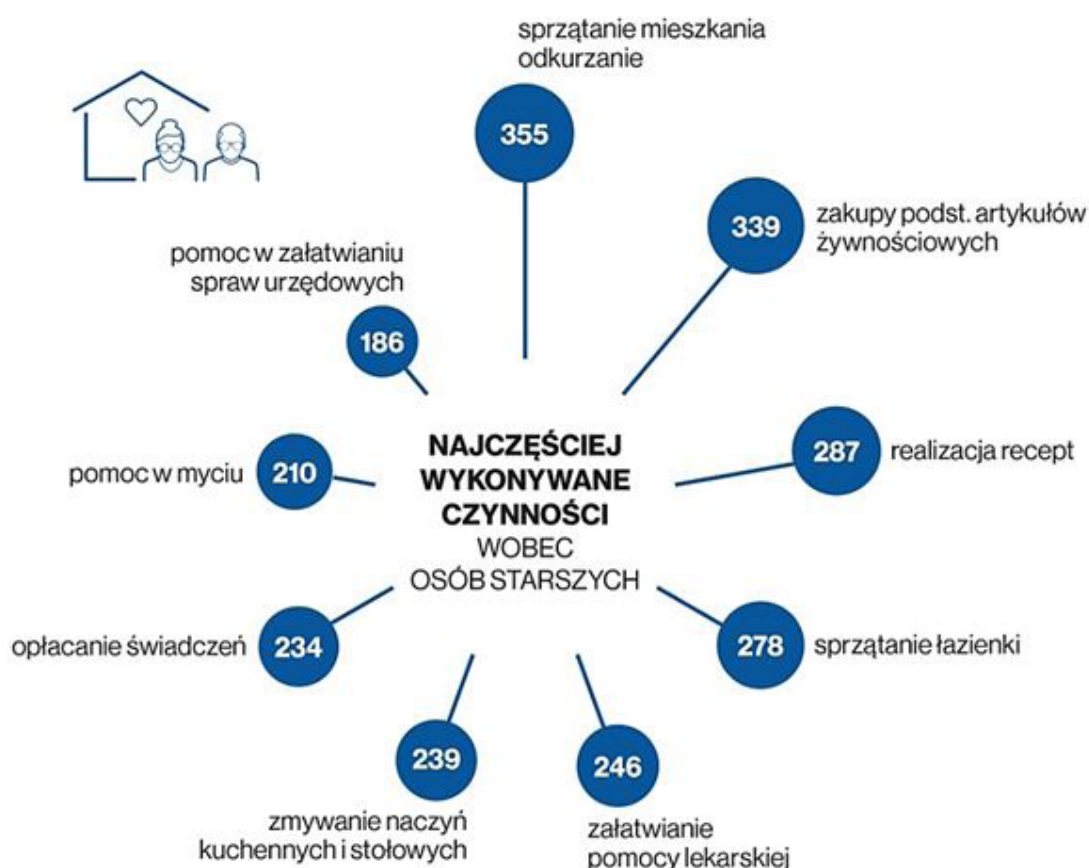 sprzątanie mieszkania
odkurzanie
355
339
zakupy podst. artykułów
żywnościowych
pomoc w załatwianiu
spraw urzędowych
186
NAJCZĘŚCIEJ
WYKONYWANE
CZYNNOŚCI
WOBEC
OSÓB STARSZYCH
287
realizacja recept
pomoc w myciu
210
278
sprzątanie łazienki
opłacanie świadczeń
234
239
zmywanie naczyń
kuchennych i stołowych
246
załatwianie
pomocy lekarskiej